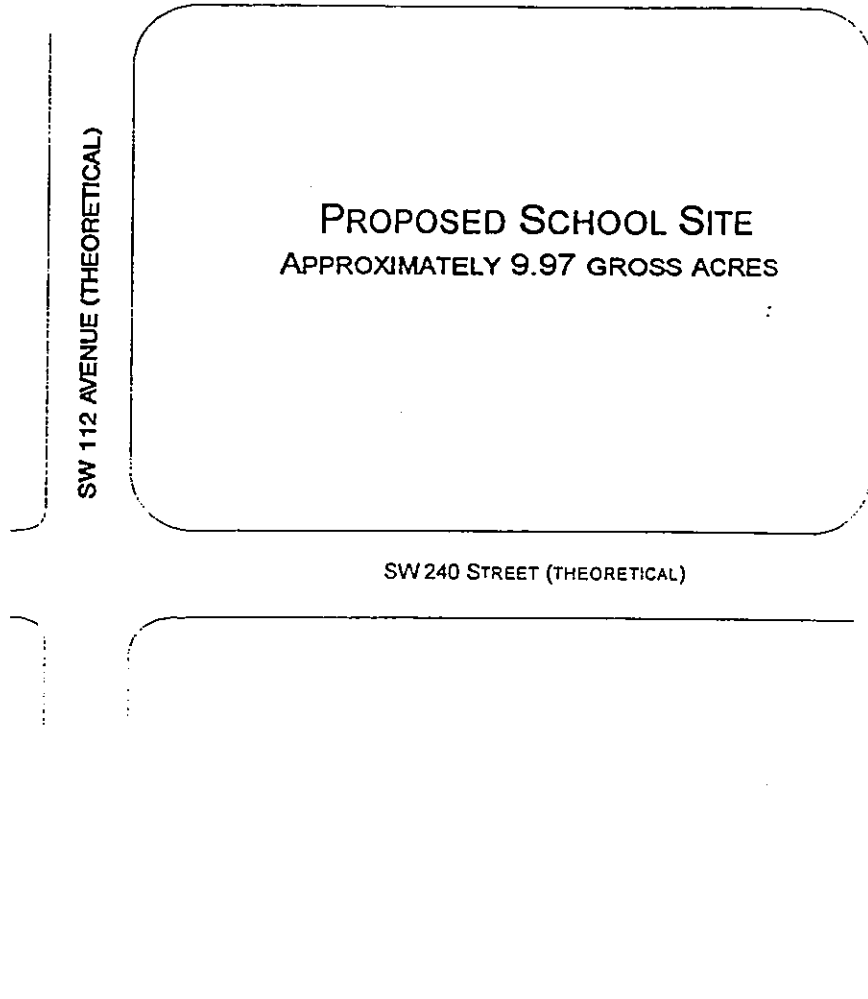 SW 112 AVENUE (THEORETICAL)
PROPOSED SCHOOL SITE
APPROXIMATELY 9.97 GROSS ACRES
SW 240 STREET (THEORETICAL)